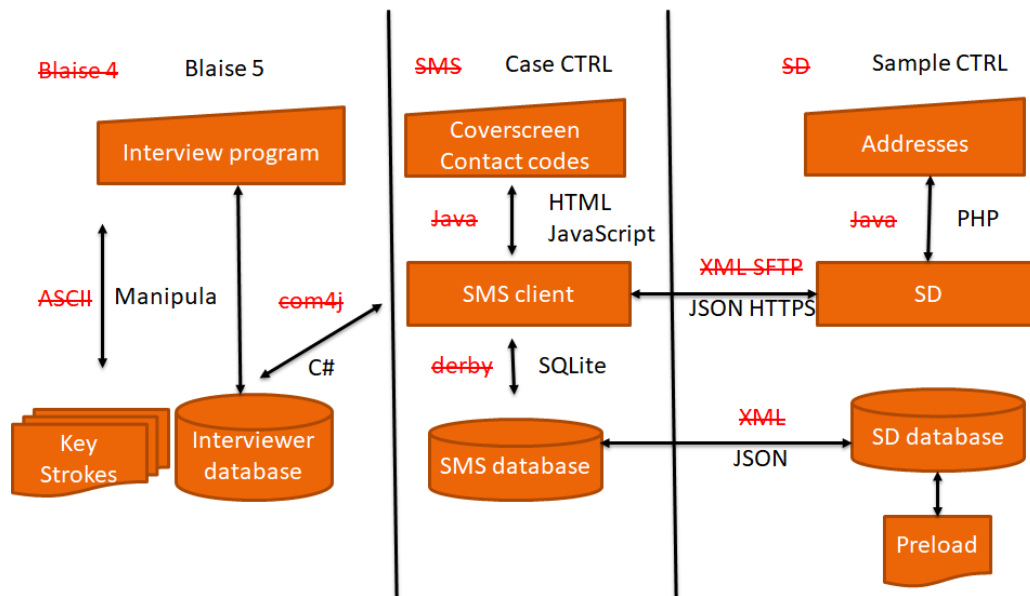 Blaise 4 Blaise 5
Interview program
ASCII Manipula
com4j
C#
Key
Strokes
Interviewer
database
SMS Case CTRL
Coverscreen
Contact codes
Java
HTML
JavaScript
SMS client
derby SQLite
SMS database
XML SFTP
JSON HTTPS
XML
JSON
SD Sample CTRL
Addresses
Java PHP
SD
SD database
Preload